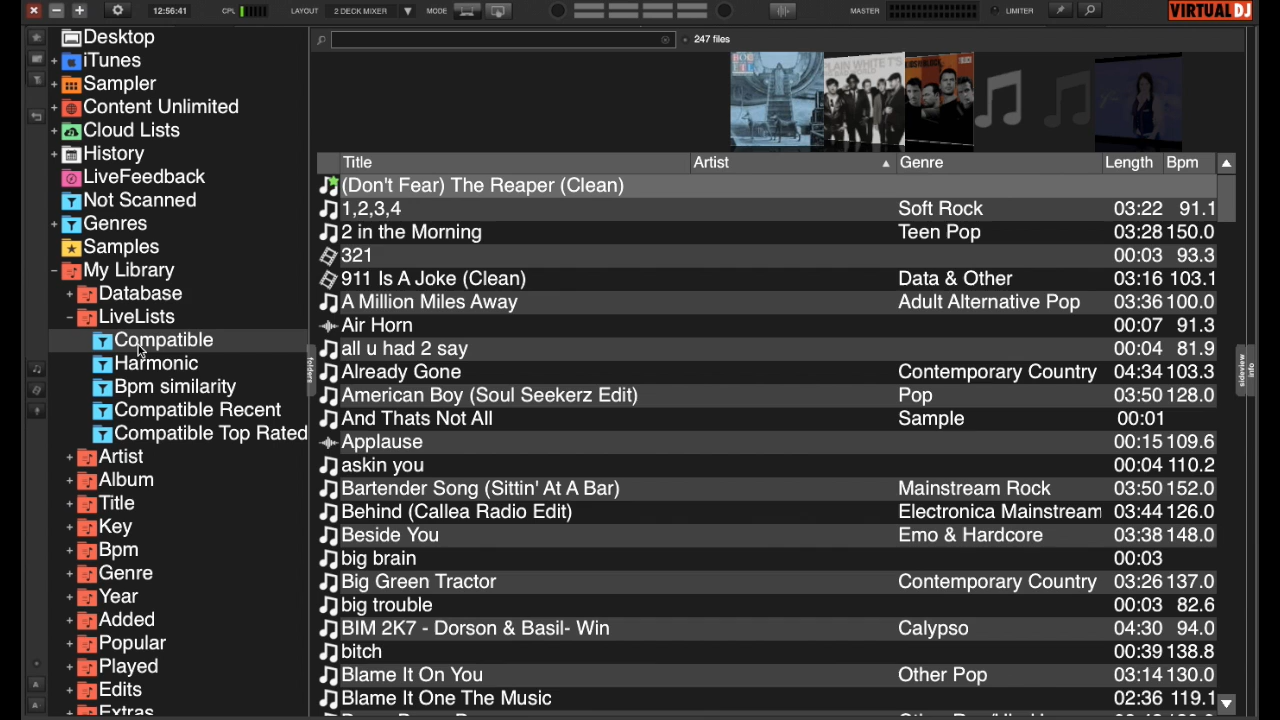 12:56:41 CPL LAYOUT 2 DECK MIXER MODE MASTER LIMITER VIRTUAL DJ
Desktop
iTunes
Sampler
Content Unlimited
Cloud Lists
History
LiveFeedback
Not Scanned
Genres
Samples
My Library
Database
LiveLists
Compatible
Harmonic
Bpm similarity
Compatible Recent
Compatible Top Rated
Artist
Album
Title
Key
Bpm
Genre
Year
Added
Popular
Played
Edits
Extras
folders
247 files
PLAIN WHITE T'S
Title Artist Genre Length Bpm
(Don't Fear) The Reaper (Clean)
1,2,3,4 Soft Rock 03:22 91.1
2 in the Morning Teen Pop 03:28 150.0
321 00:03 93.3
911 Is A Joke (Clean) Data & Other 03:16 103.1
A Million Miles Away Adult Alternative Pop 03:36 100.0
Air Horn 00:07 91.3
all u had 2 say 00:04 81.9
Already Gone Contemporary Country 04:34 103.3
American Boy (Soul Seekerz Edit) Pop 03:50 128.0
And Thats Not All Sample 00:01
Applause 00:15 109.6
askin you 00:04 110.2
Bartender Song (Sittin' At A Bar) Mainstream Rock 03:50 152.0
Behind (Callea Radio Edit) Electronica Mainstream 03:44 126.0
Beside You Emo & Hardcore 03:38 148.0
big brain 00:03
Big Green Tractor Contemporary Country 03:26 137.0
big trouble 00:03 82.6
BIM 2K7 - Dorson & Basil- Win Calypso 04:30 94.0
bitch 00:39 138.8
Blame It On You Other Pop 03:14 130.0
Blame It One The Music 02:36 119.1
sideview
info